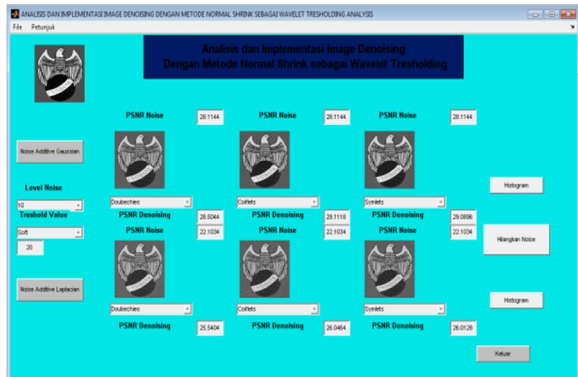 ANALISIS DAN IMPLEMENTASI IMAGE DENOISING DENGAN METODE NORMAL SHRINK SEBAGAI WAVELET TRESHOLDING ANALYSIS
File Petunjuk
Analisis dan Implementasi Image Denoising
Dengan Metode Normal Shrink sebagai Wavelet Tresholding
PSNR Noise 28.1144 PSNR Noise 28.1144 PSNR Noise 28.1144
Noise Additive Gaussian
Level Noise
10
Treshold Value
Soft
20
Noise Additive Laplacian
Doubechies Coiflets Symlets
PSNR Denoising 28.5044 PSNR Denoising 29.1118 PSNR Denoising 29.0896
PSNR Noise 22.1034 PSNR Noise 22.1034 PSNR Noise 22.1034
Doubechies Coiflets Symlets
PSNR Denoising 25.5404 PSNR Denoising 26.0464 PSNR Denoising 26.0128
Histogram
Hilangkan Noise
Histogram
Keluar